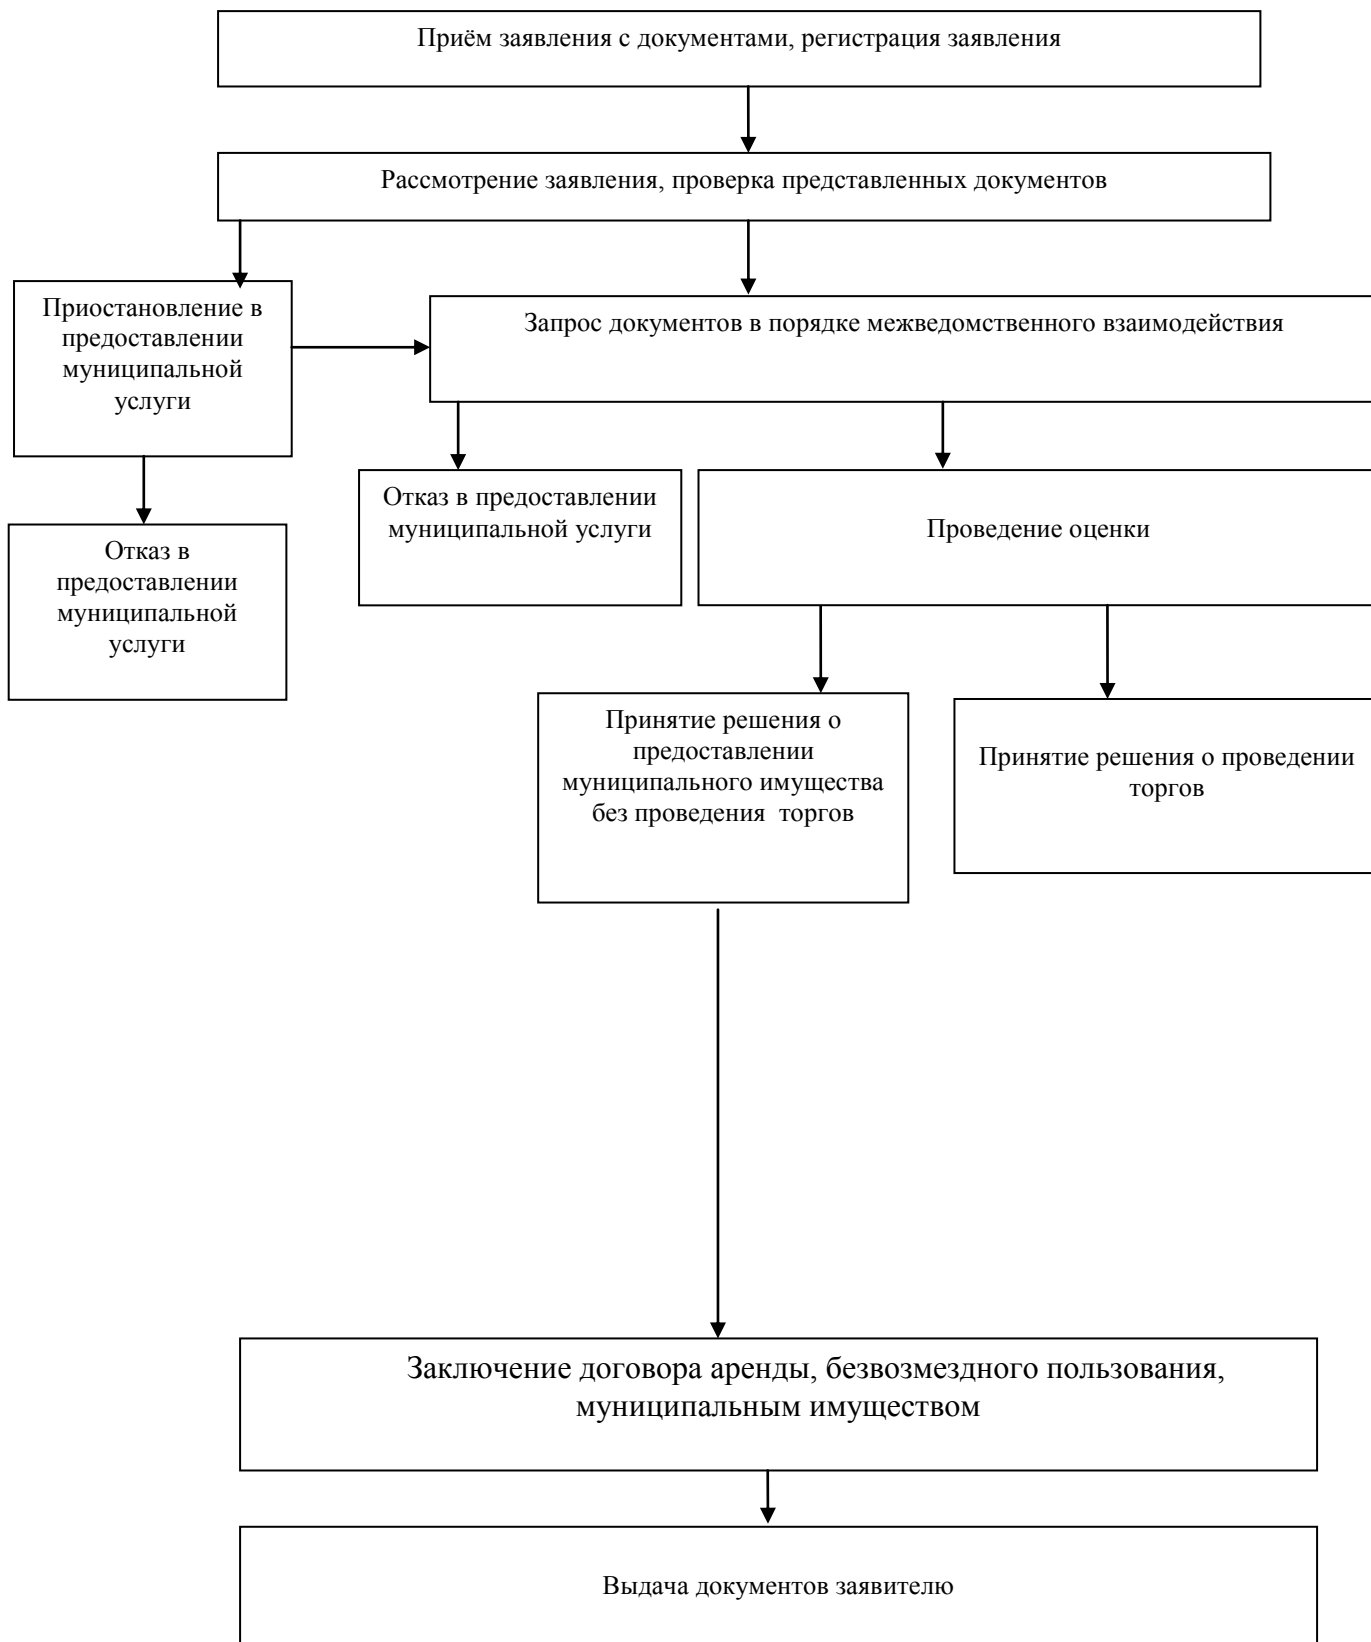 Приём заявления с документами, регистрация заявления
Рассмотрение заявления, проверка представленных документов
Приостановление в
предоставлении
муниципальной
услуги
Запрос документов в порядке межведомственного взаимодействия
Отказ в предоставлении
муниципальной услуги
Проведение оценки
Отказ в
предоставлении
муниципальной
услуги
Принятие решения о
предоставлении
муниципального имущества
без проведения  торгов
Принятие решения о проведении
торгов
Заключение договора аренды, безвозмездного пользования,
муниципальным имуществом
Выдача документов заявителю